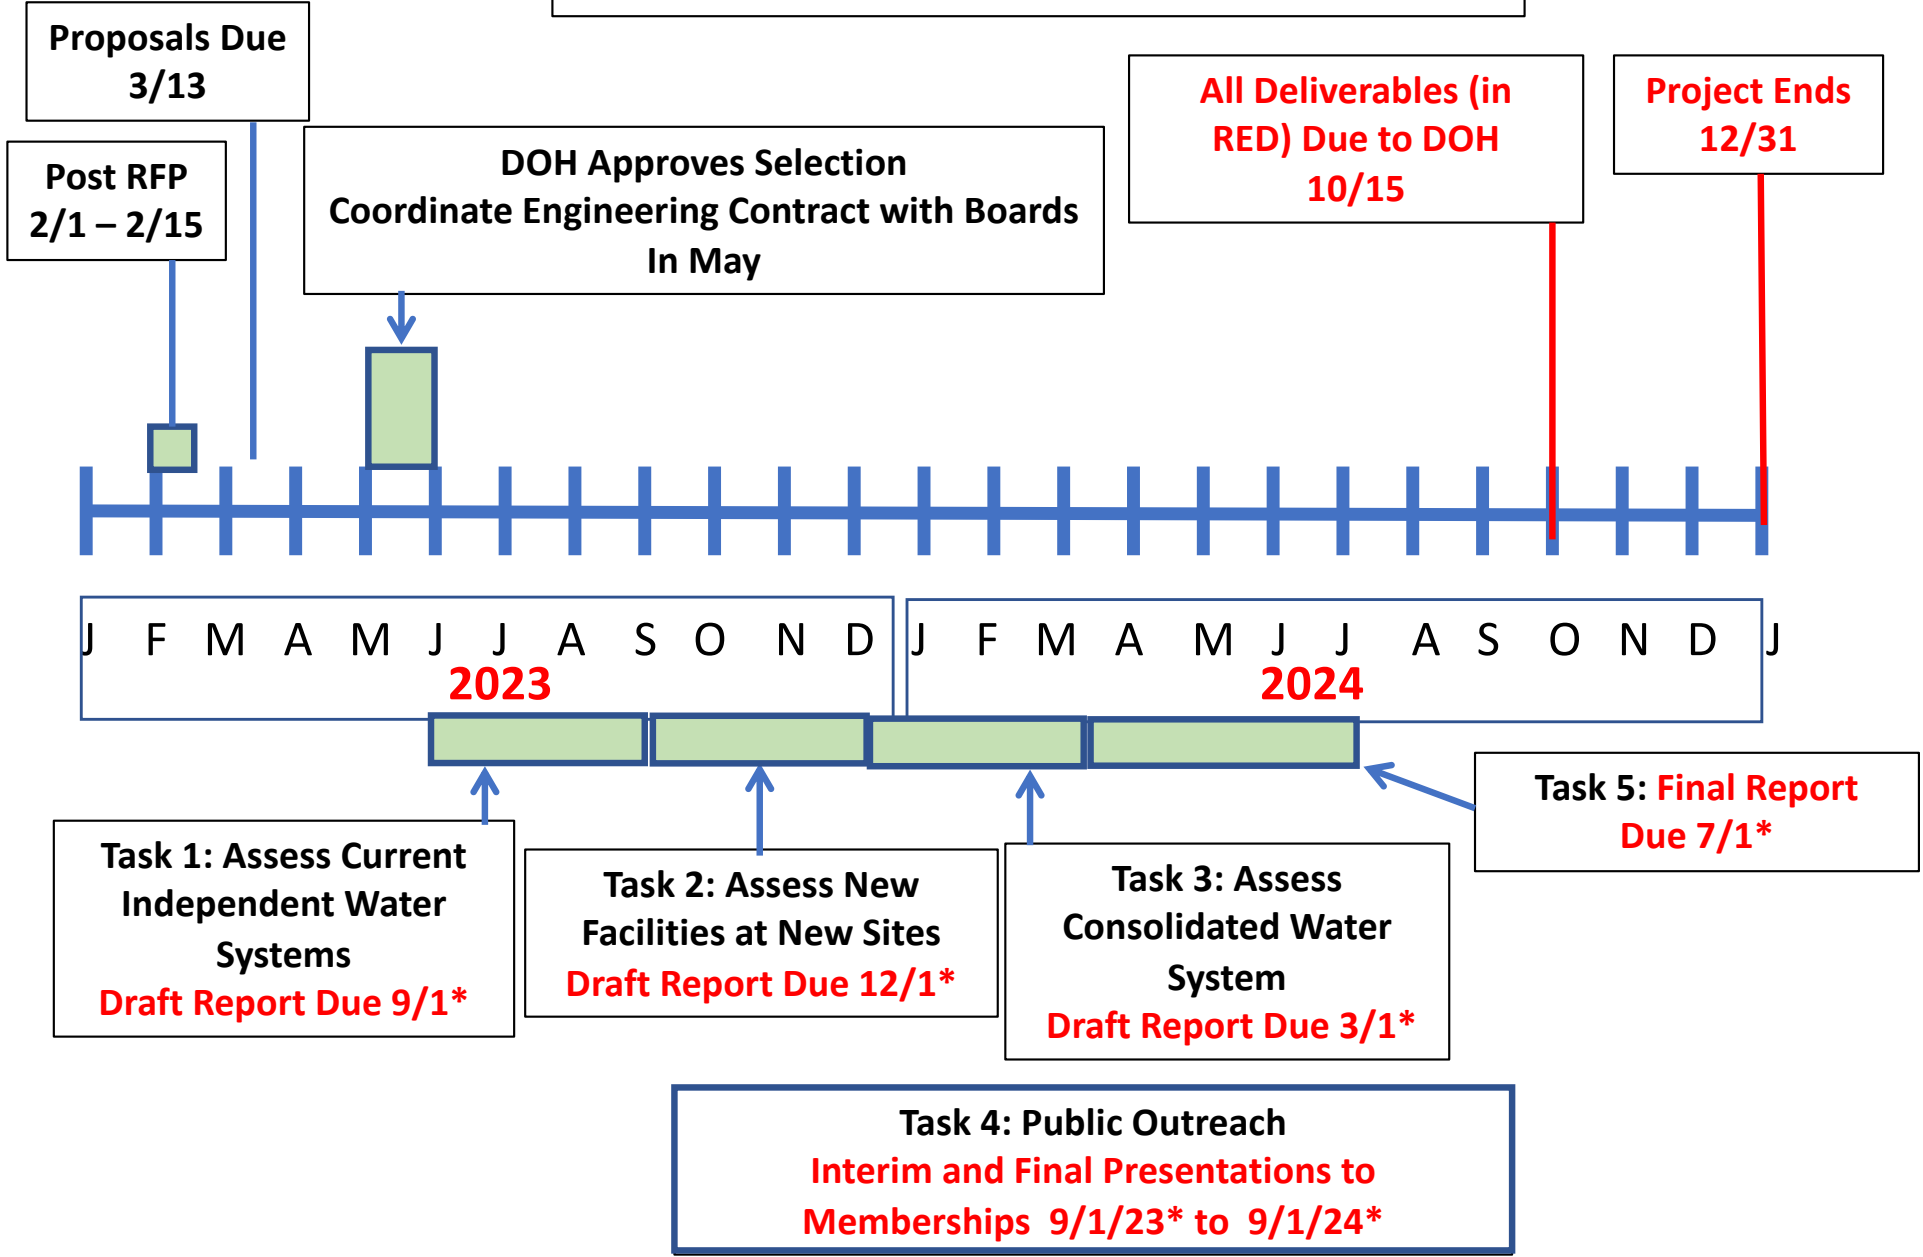 Proposals Due
3/13
Post RFP
2/1 – 2/15
DOH Approves Selection
Coordinate Engineering Contract with Boards
In May
All Deliverables (in
RED) Due to DOH
10/15
Project Ends
12/31
J F M A M J J A S O N D J F M A M J J A S O N D J
2023
2024
Task 1: Assess Current
Independent Water
Systems
Draft Report Due 9/1*
Task 2: Assess New
Facilities at New Sites
Draft Report Due 12/1*
Task 3: Assess
Consolidated Water
System
Draft Report Due 3/1*
Task 5: Final Report
Due 7/1*
Task 4: Public Outreach
Interim and Final Presentations to
Memberships 9/1/23* to 9/1/24*